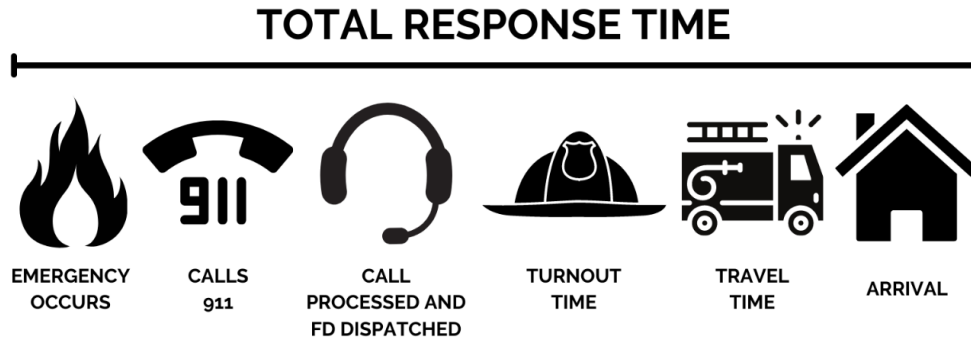 TOTAL RESPONSE TIME
911
EMERGENCY
OCCURS
CALLS
911
CALL
PROCESSED AND
FD DISPATCHED
TURNOUT
TIME
TRAVEL
TIME
ARRIVAL